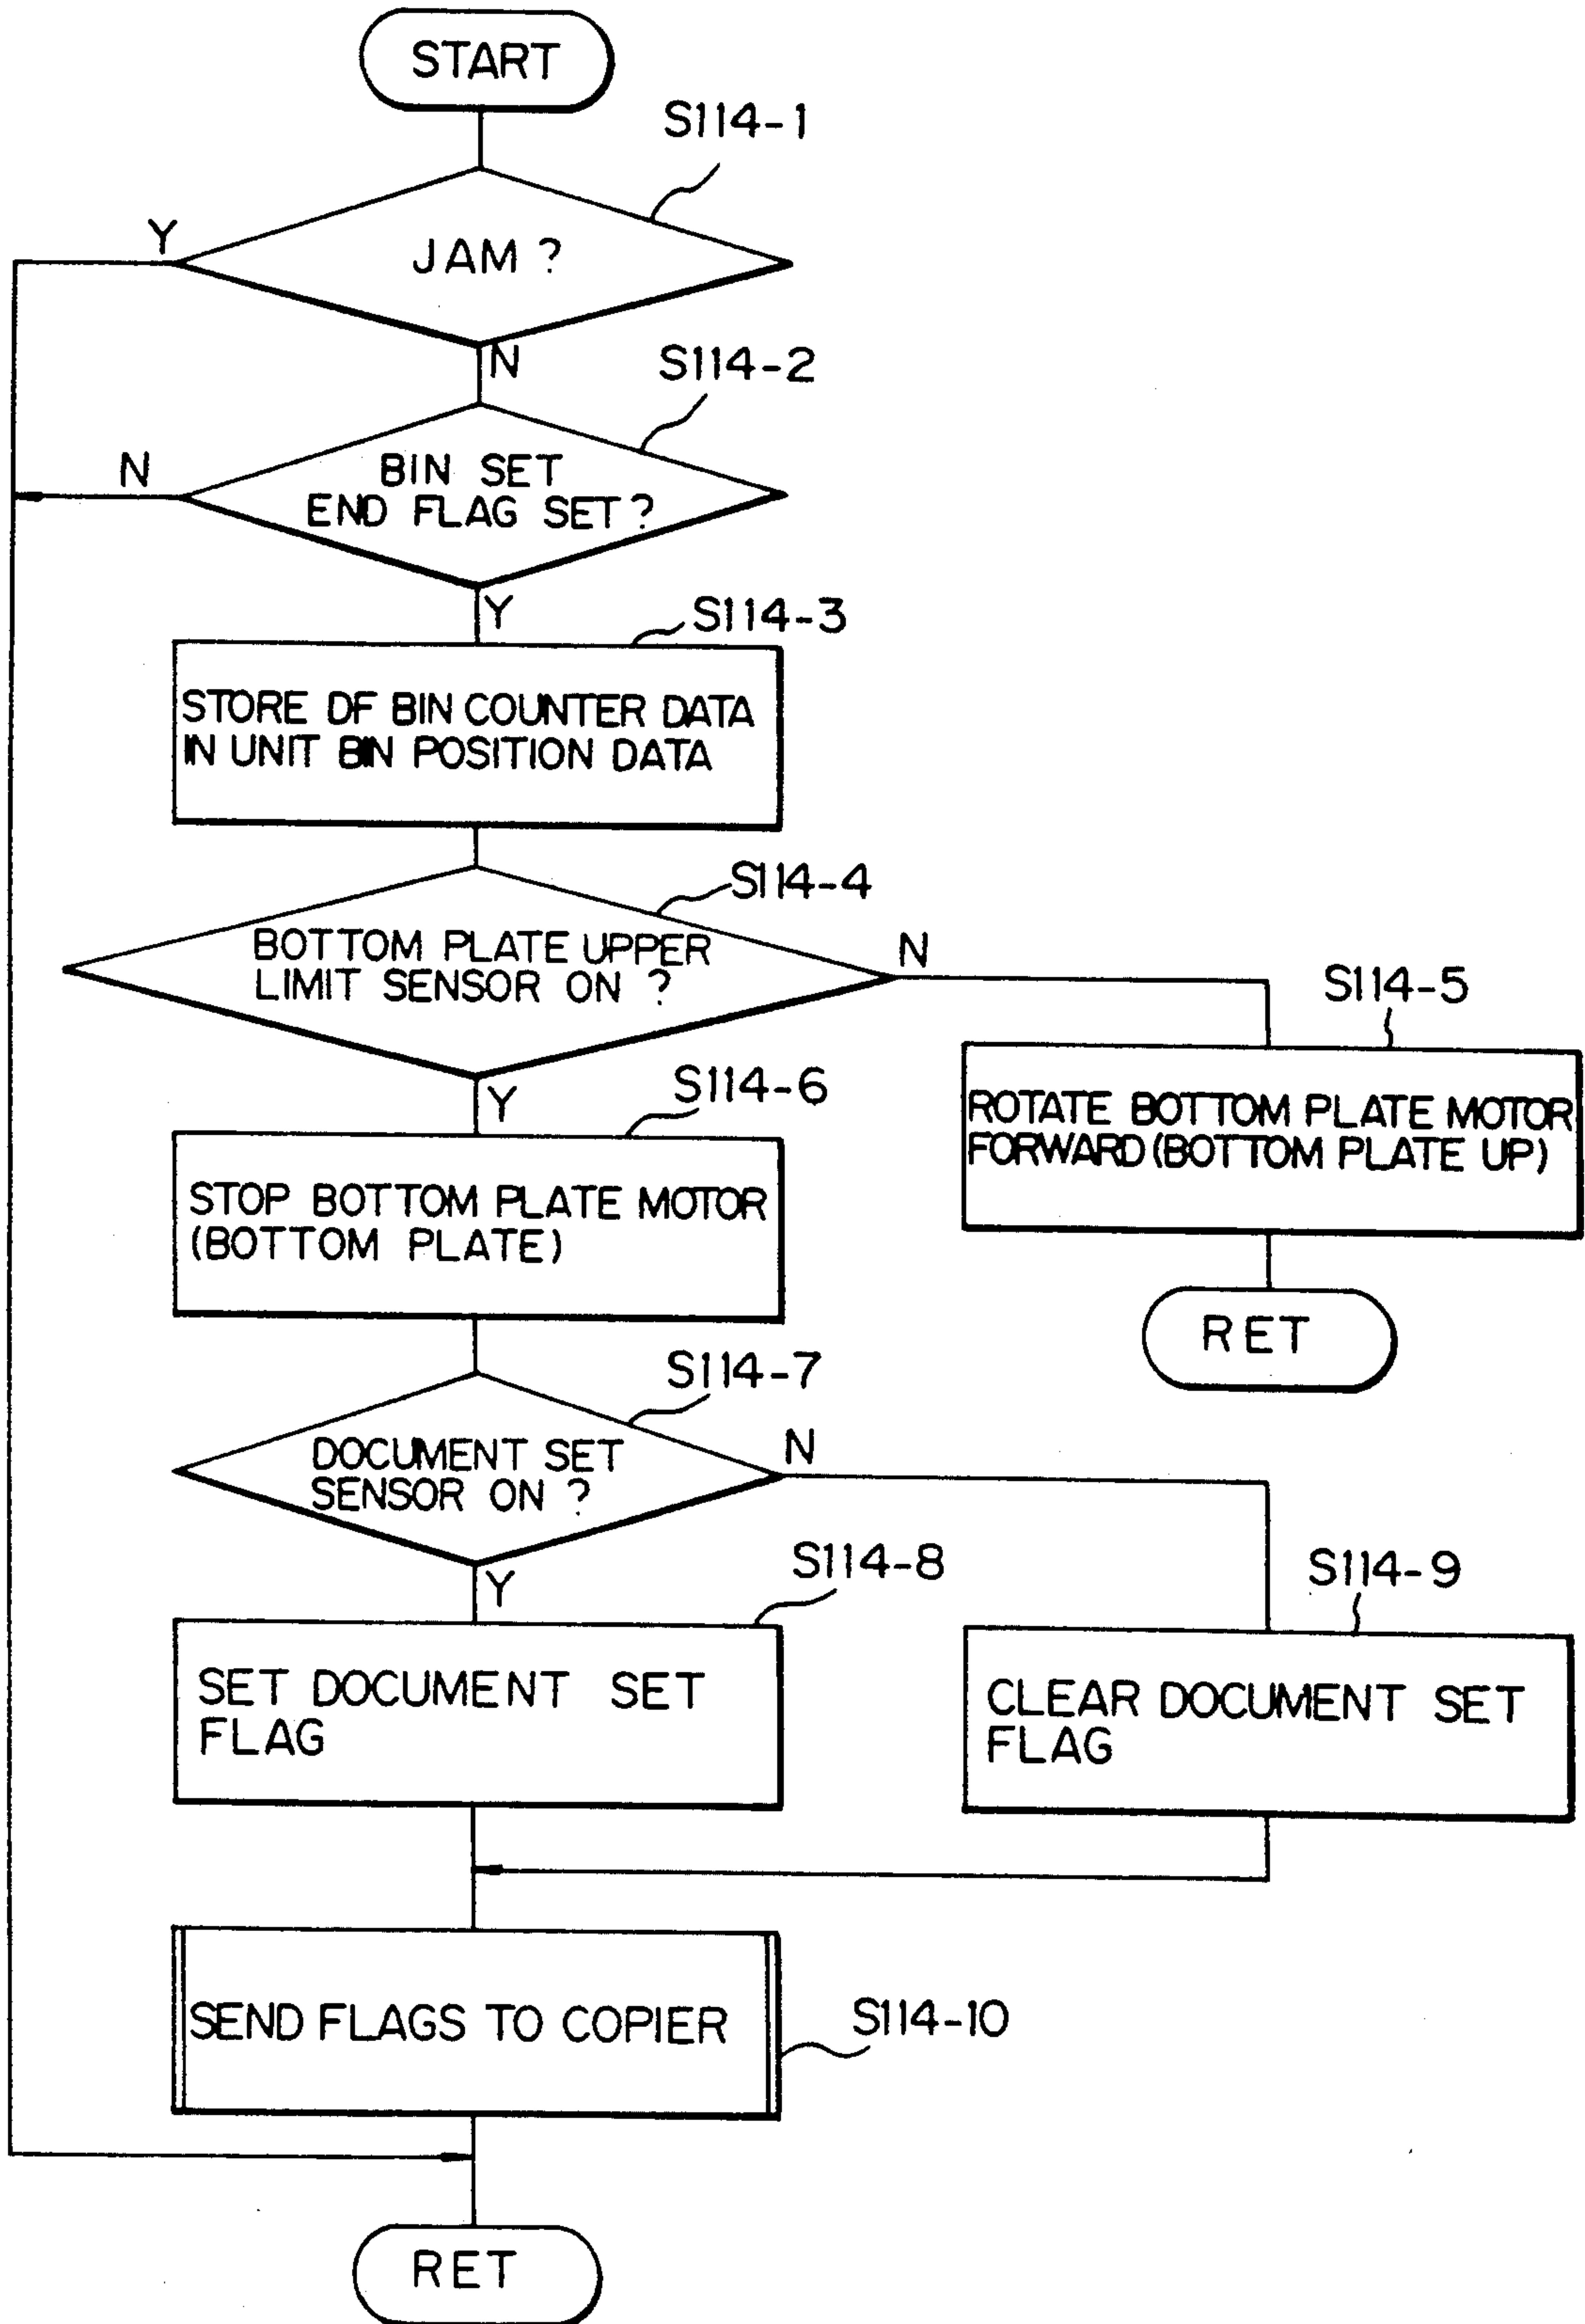 START
S114-1
Y
JAM ?
N
S114-2
N
BIN SET
END FLAG SET?
Y
S114-3
STORE DF BIN COUNTER DATA
IN UNIT BIN POSITION DATA
S114-4
BOTTOM PLATE UPPER
LIMIT SENSOR ON ?
N
S114-5
Y
S114-6
ROTATE BOTTOM PLATE MOTOR
FORWARD (BOTTOM PLATE UP)
STOP BOTTOM PLATE MOTOR
(BOTTOM PLATE)
RET
S114-7
DOCUMENT SET
SENSOR ON ?
N
Y
S114-8
S114-9
SET DOCUMENT SET
FLAG
CLEAR DOCUMENT SET
FLAG
SEND FLAGS TO COPIER
S114-10
RET